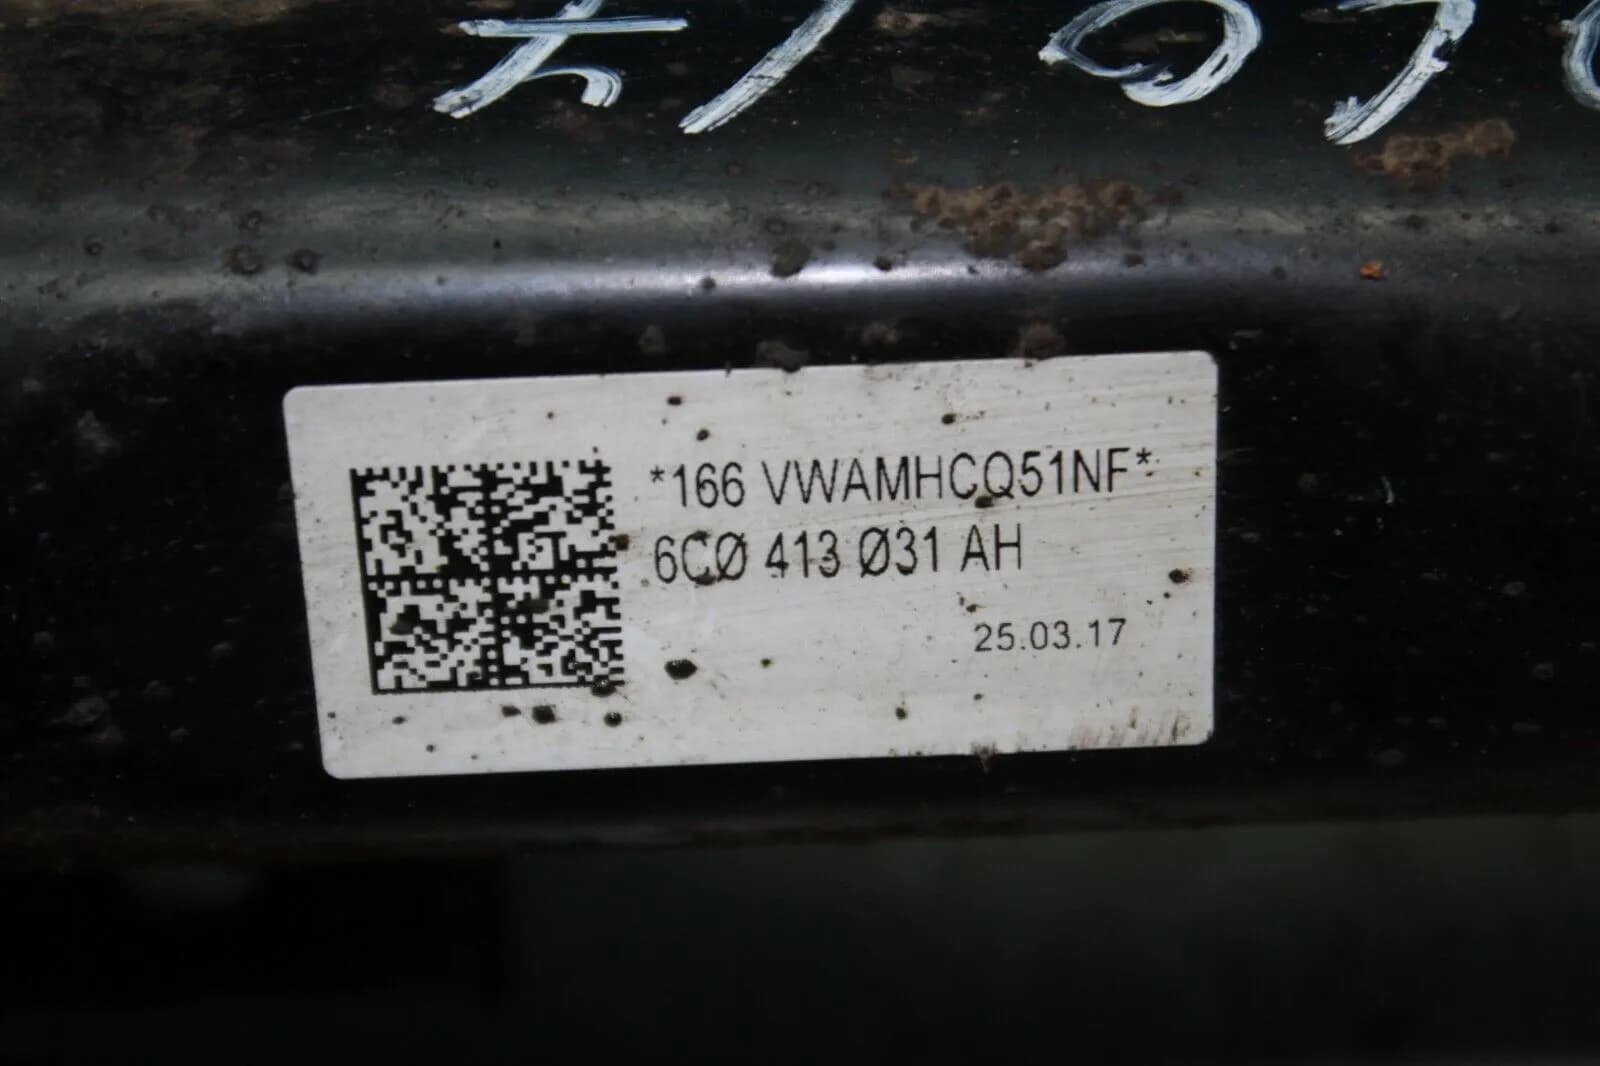 *166 VWAMHCQ51NF*
6CØ 413 Ø31 AH
25.03.17